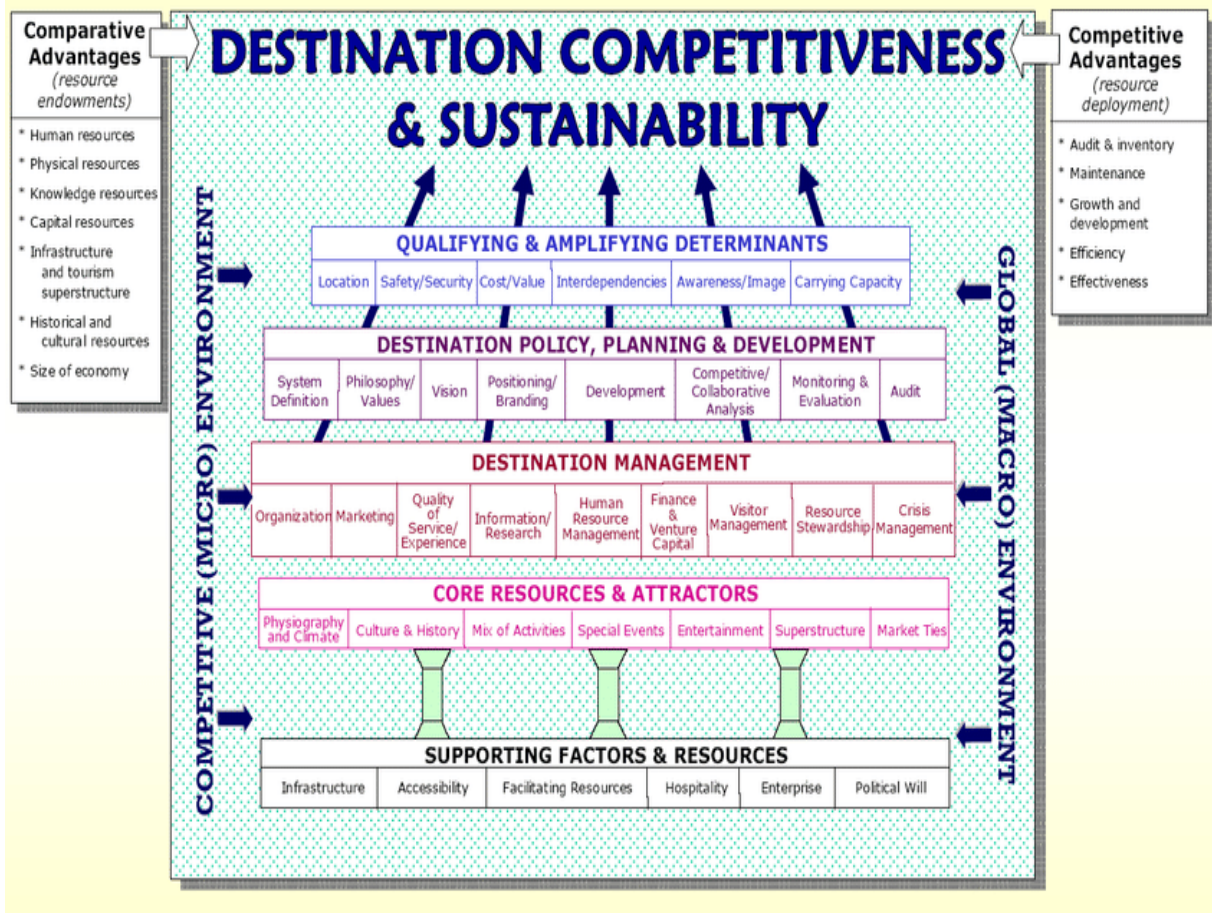 Comparative
Advantages
(resource
endowments)
* Human resources
* Physical resources
* Knowledge resources
* Capital resources
* Infrastructure
and tourism
superstructure
* Historical and
cultural resources
* Size of economy
DESTINATION COMPETITIVENESS
& SUSTAINABILITY
Competitive
Advantages
(resource
deployment)
* Audit & inventory
* Maintenance
* Growth and
development
* Efficiency
* Effectiveness
COMPETITIVE (MICRO) ENVIRONMENT
GLOBAL (MACRO) ENVIRONMENT
QUALIFYING & AMPLIFYING DETERMINANTS
Location
Safety/Security
Cost/Value
Interdependencies
Awareness/Image
Carrying Capacity
DESTINATION POLICY, PLANNING & DEVELOPMENT
System
Definition
Philosophy/
Values
Vision
Positioning/
Branding
Development
Competitive/
Collaborative
Analysis
Monitoring &
Evaluation
Audit
DESTINATION MANAGEMENT
Organization
Marketing
Quality
of
Service/
Experience
Information/
Research
Human
Resource
Management
Finance
&
Venture
Capital
Visitor
Management
Resource
Stewardship
Crisis
Management
CORE RESOURCES & ATTRACTORS
Physiography
and Climate
Culture & History
Mix of Activities
Special Events
Entertainment
Superstructure
Market Ties
SUPPORTING FACTORS & RESOURCES
Infrastructure
Accessibility
Facilitating Resources
Hospitality
Enterprise
Political Will